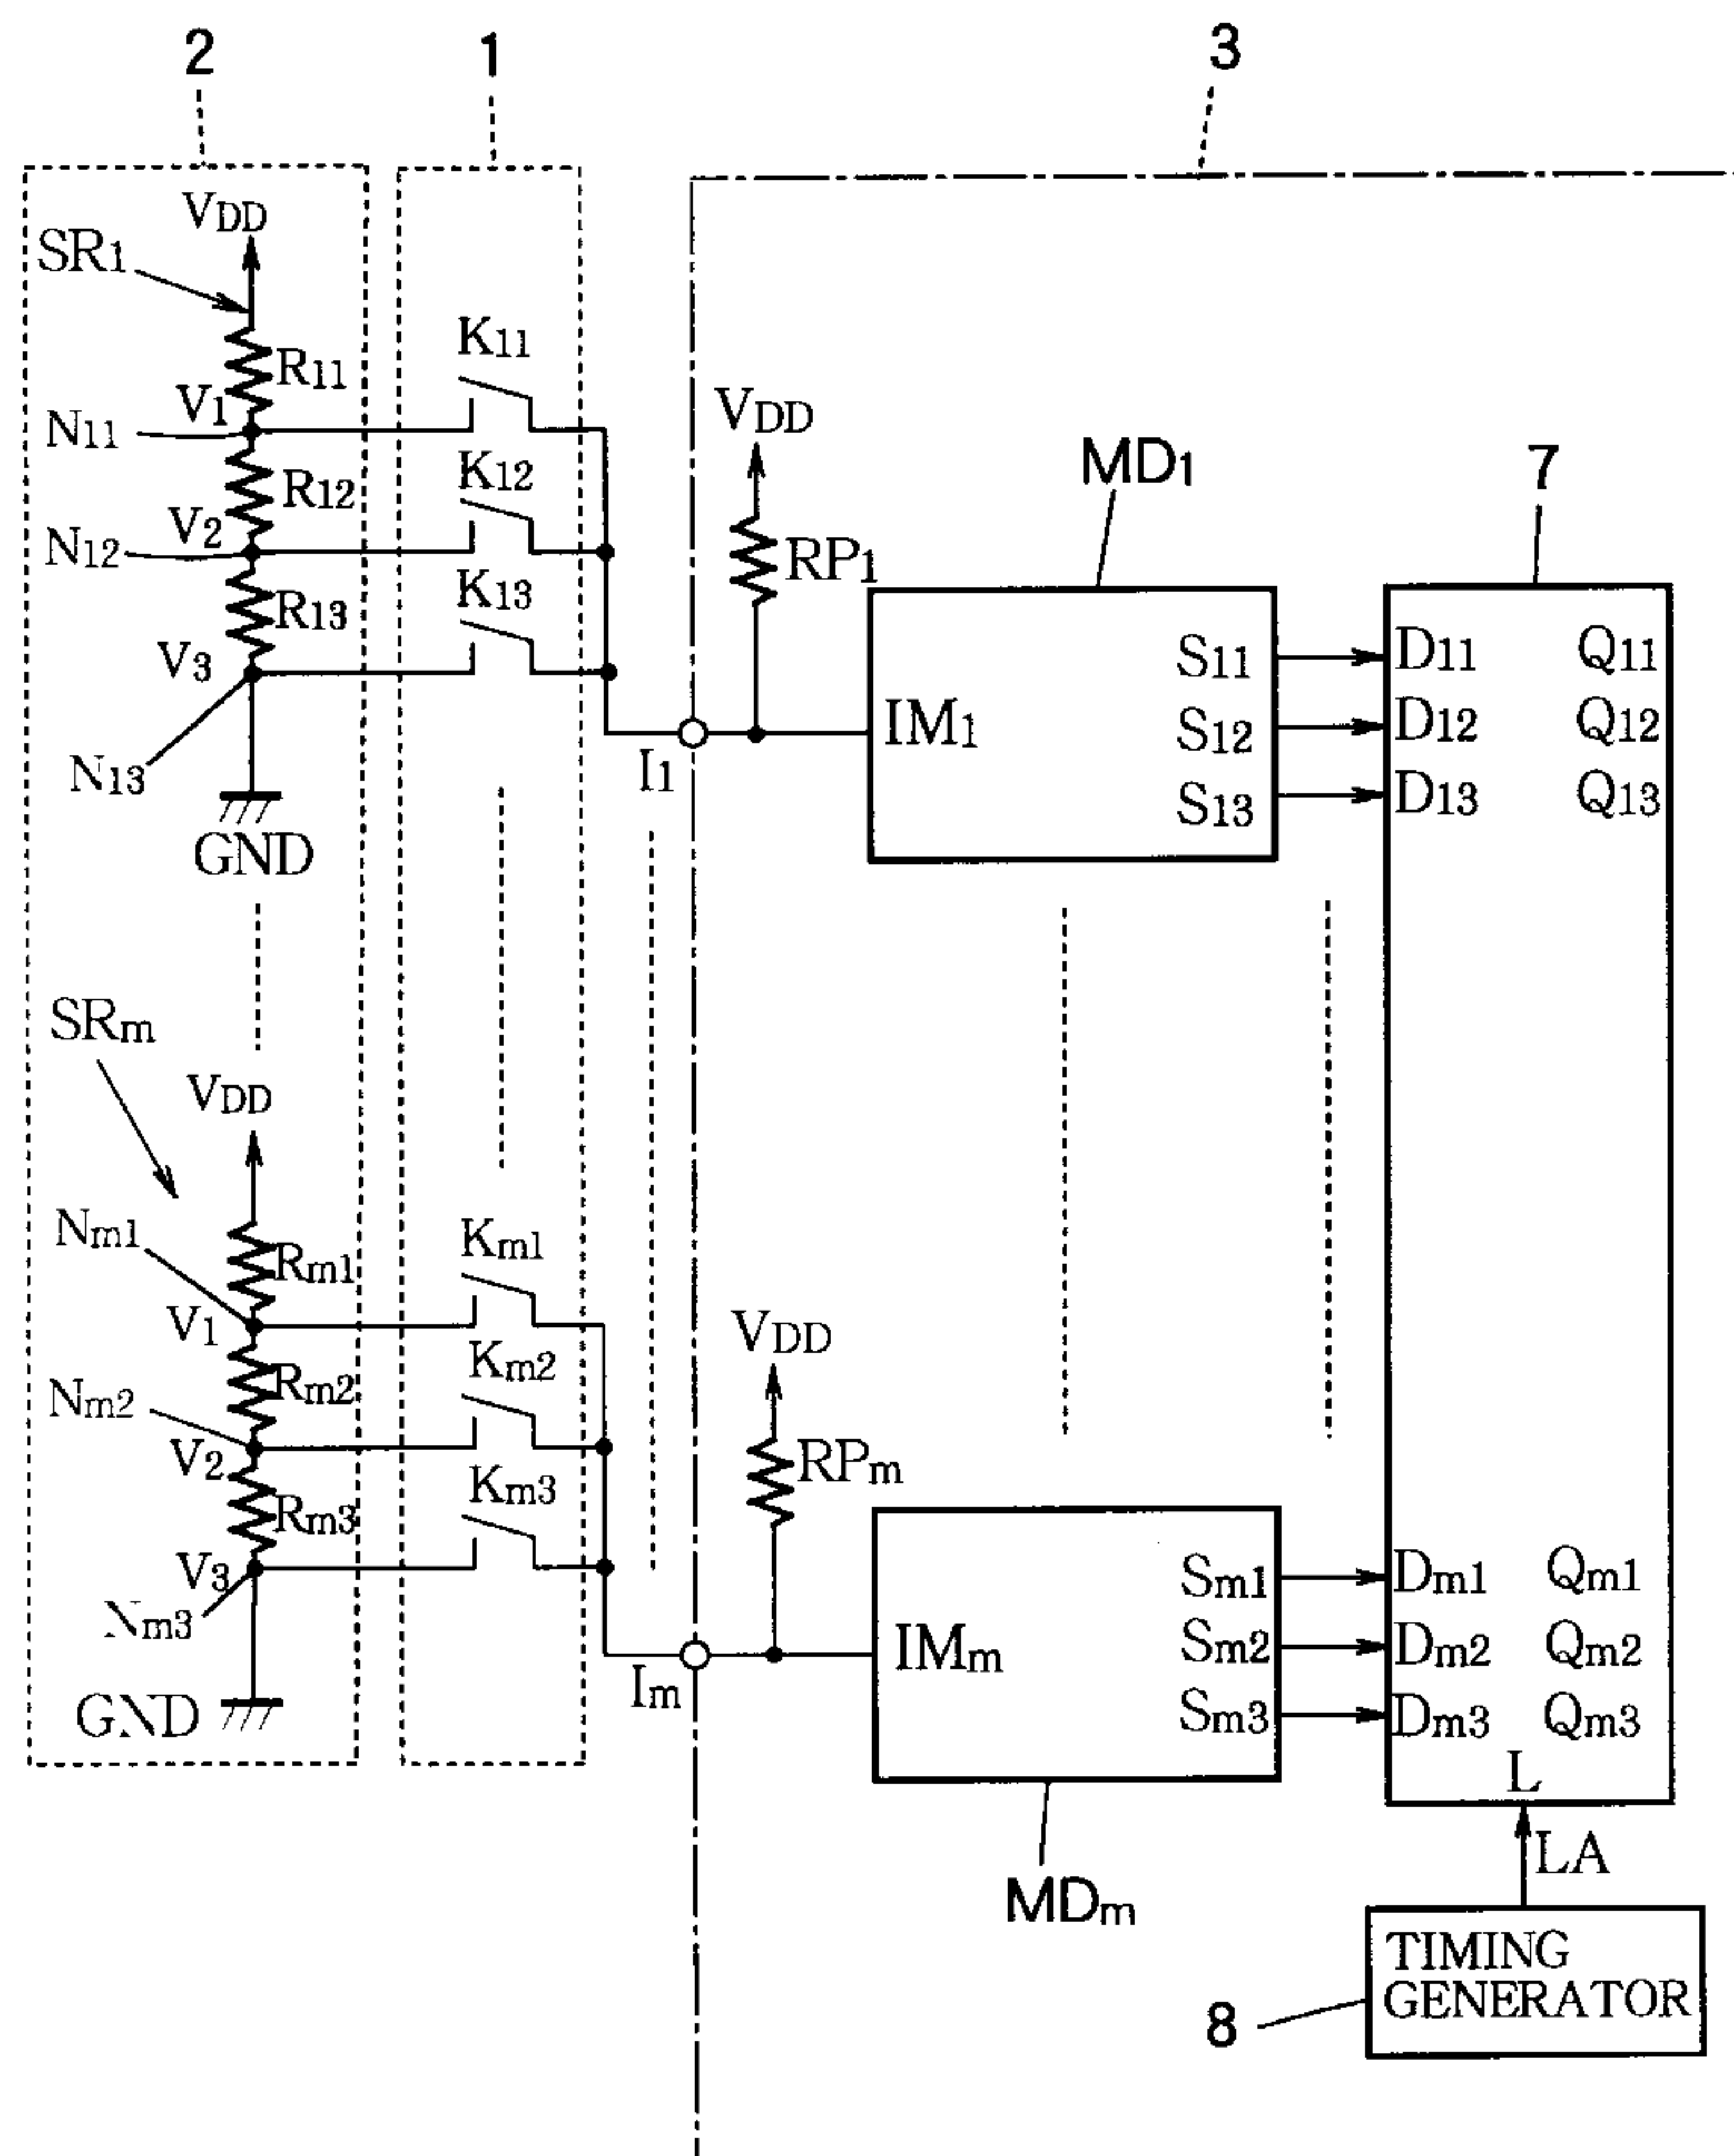 2
1
3
VDD
SR1
R11
V1
N11
K11
R12
V2
N12
K12
R13
V3
N13
K13
GND
I1
VDD
RP1
MD1
7
IM1
S11
S12
S13
D11
D12
D13
Q11
Q12
Q13
SRm
VDD
Nm1
Rm1
V1
Km1
Rm2
Nm2
V2
Km2
Rm3
V3
Nm3
Km3
GND
Im
VDD
RPm
IMm
Sm1
Sm2
Sm3
MDm
Dm1
Dm2
Dm3
Qm1
Qm2
Qm3
L
LA
TIMING
GENERATOR
8